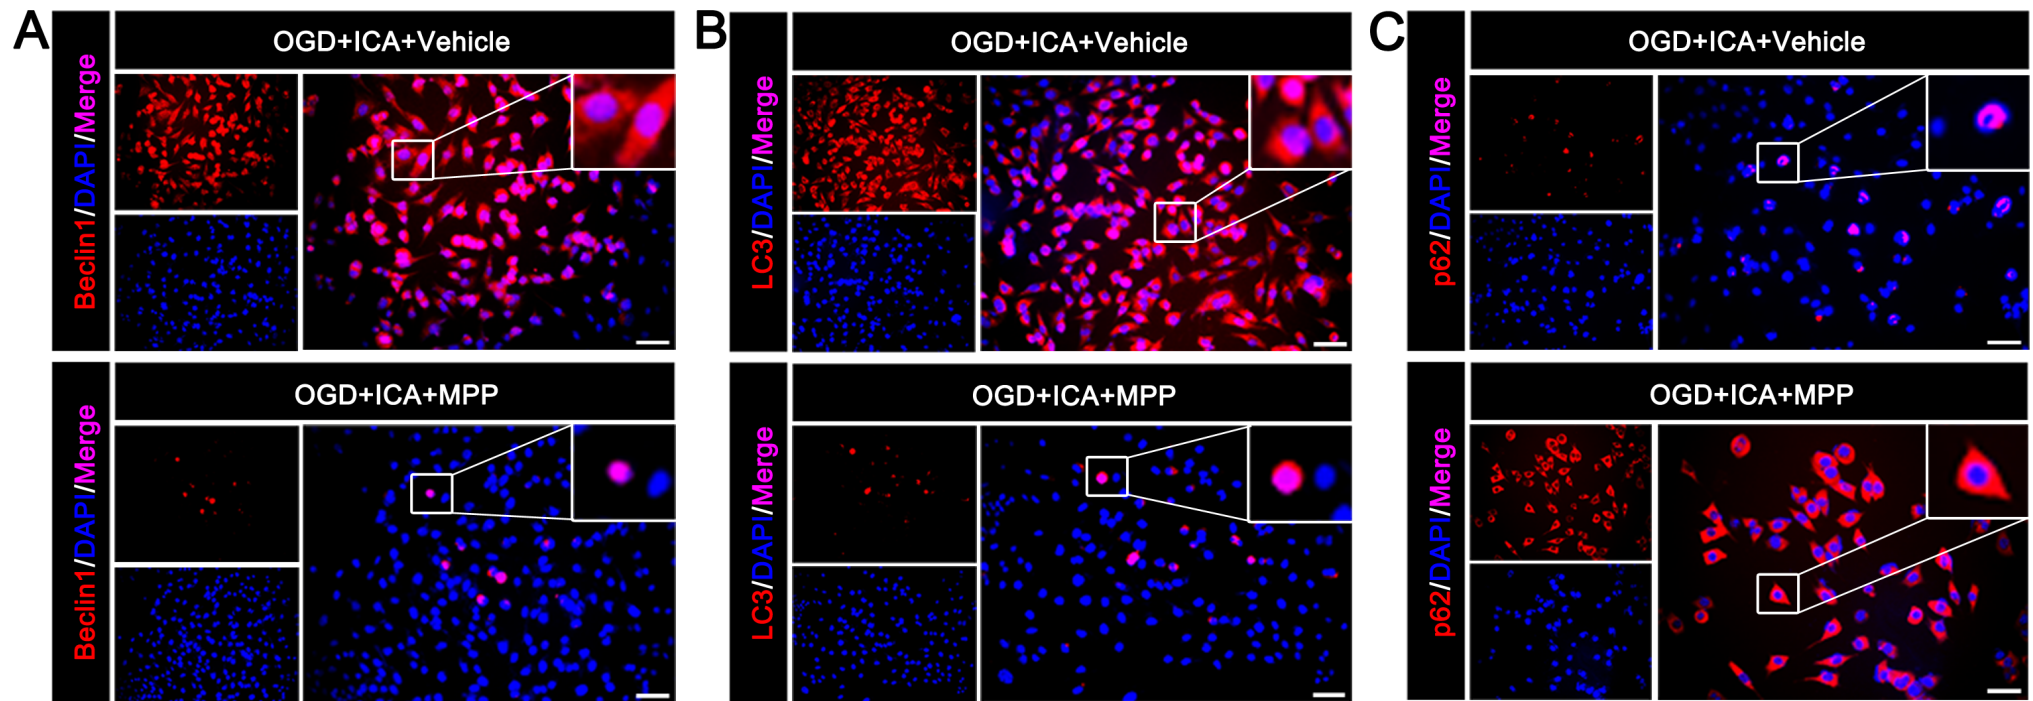 A
Beclin1/DAPI/Merge
OGD+ICA+Vehicle
Beclin1/DAPI/Merge
OGD+ICA+MPP
B
LC3/DAPI/Merge
OGD+ICA+Vehicle
LC3/DAPI/Merge
OGD+ICA+MPP
C
p62/DAPI/Merge
OGD+ICA+Vehicle
p62/DAPI/Merge
OGD+ICA+MPP